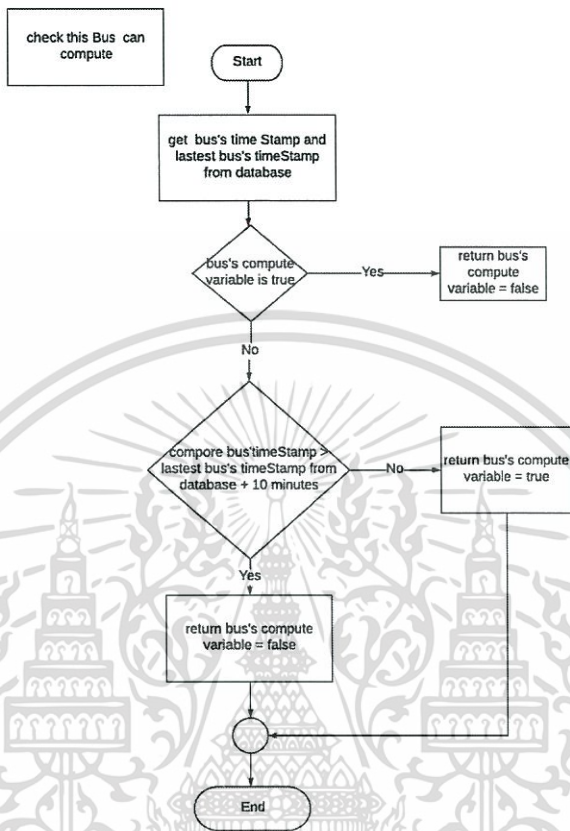 check this Bus can
compute
Start
get bus's time Stamp and
lastest bus's timeStamp
from database
bus's compute
variable is true
Yes
return bus's
compute
variable = false
No
compore bus'timeStamp >
lastest bus's timeStamp from
database + 10 minutes
No
return bus's compute
variable = true
Yes
return bus's compute
variable = false
End